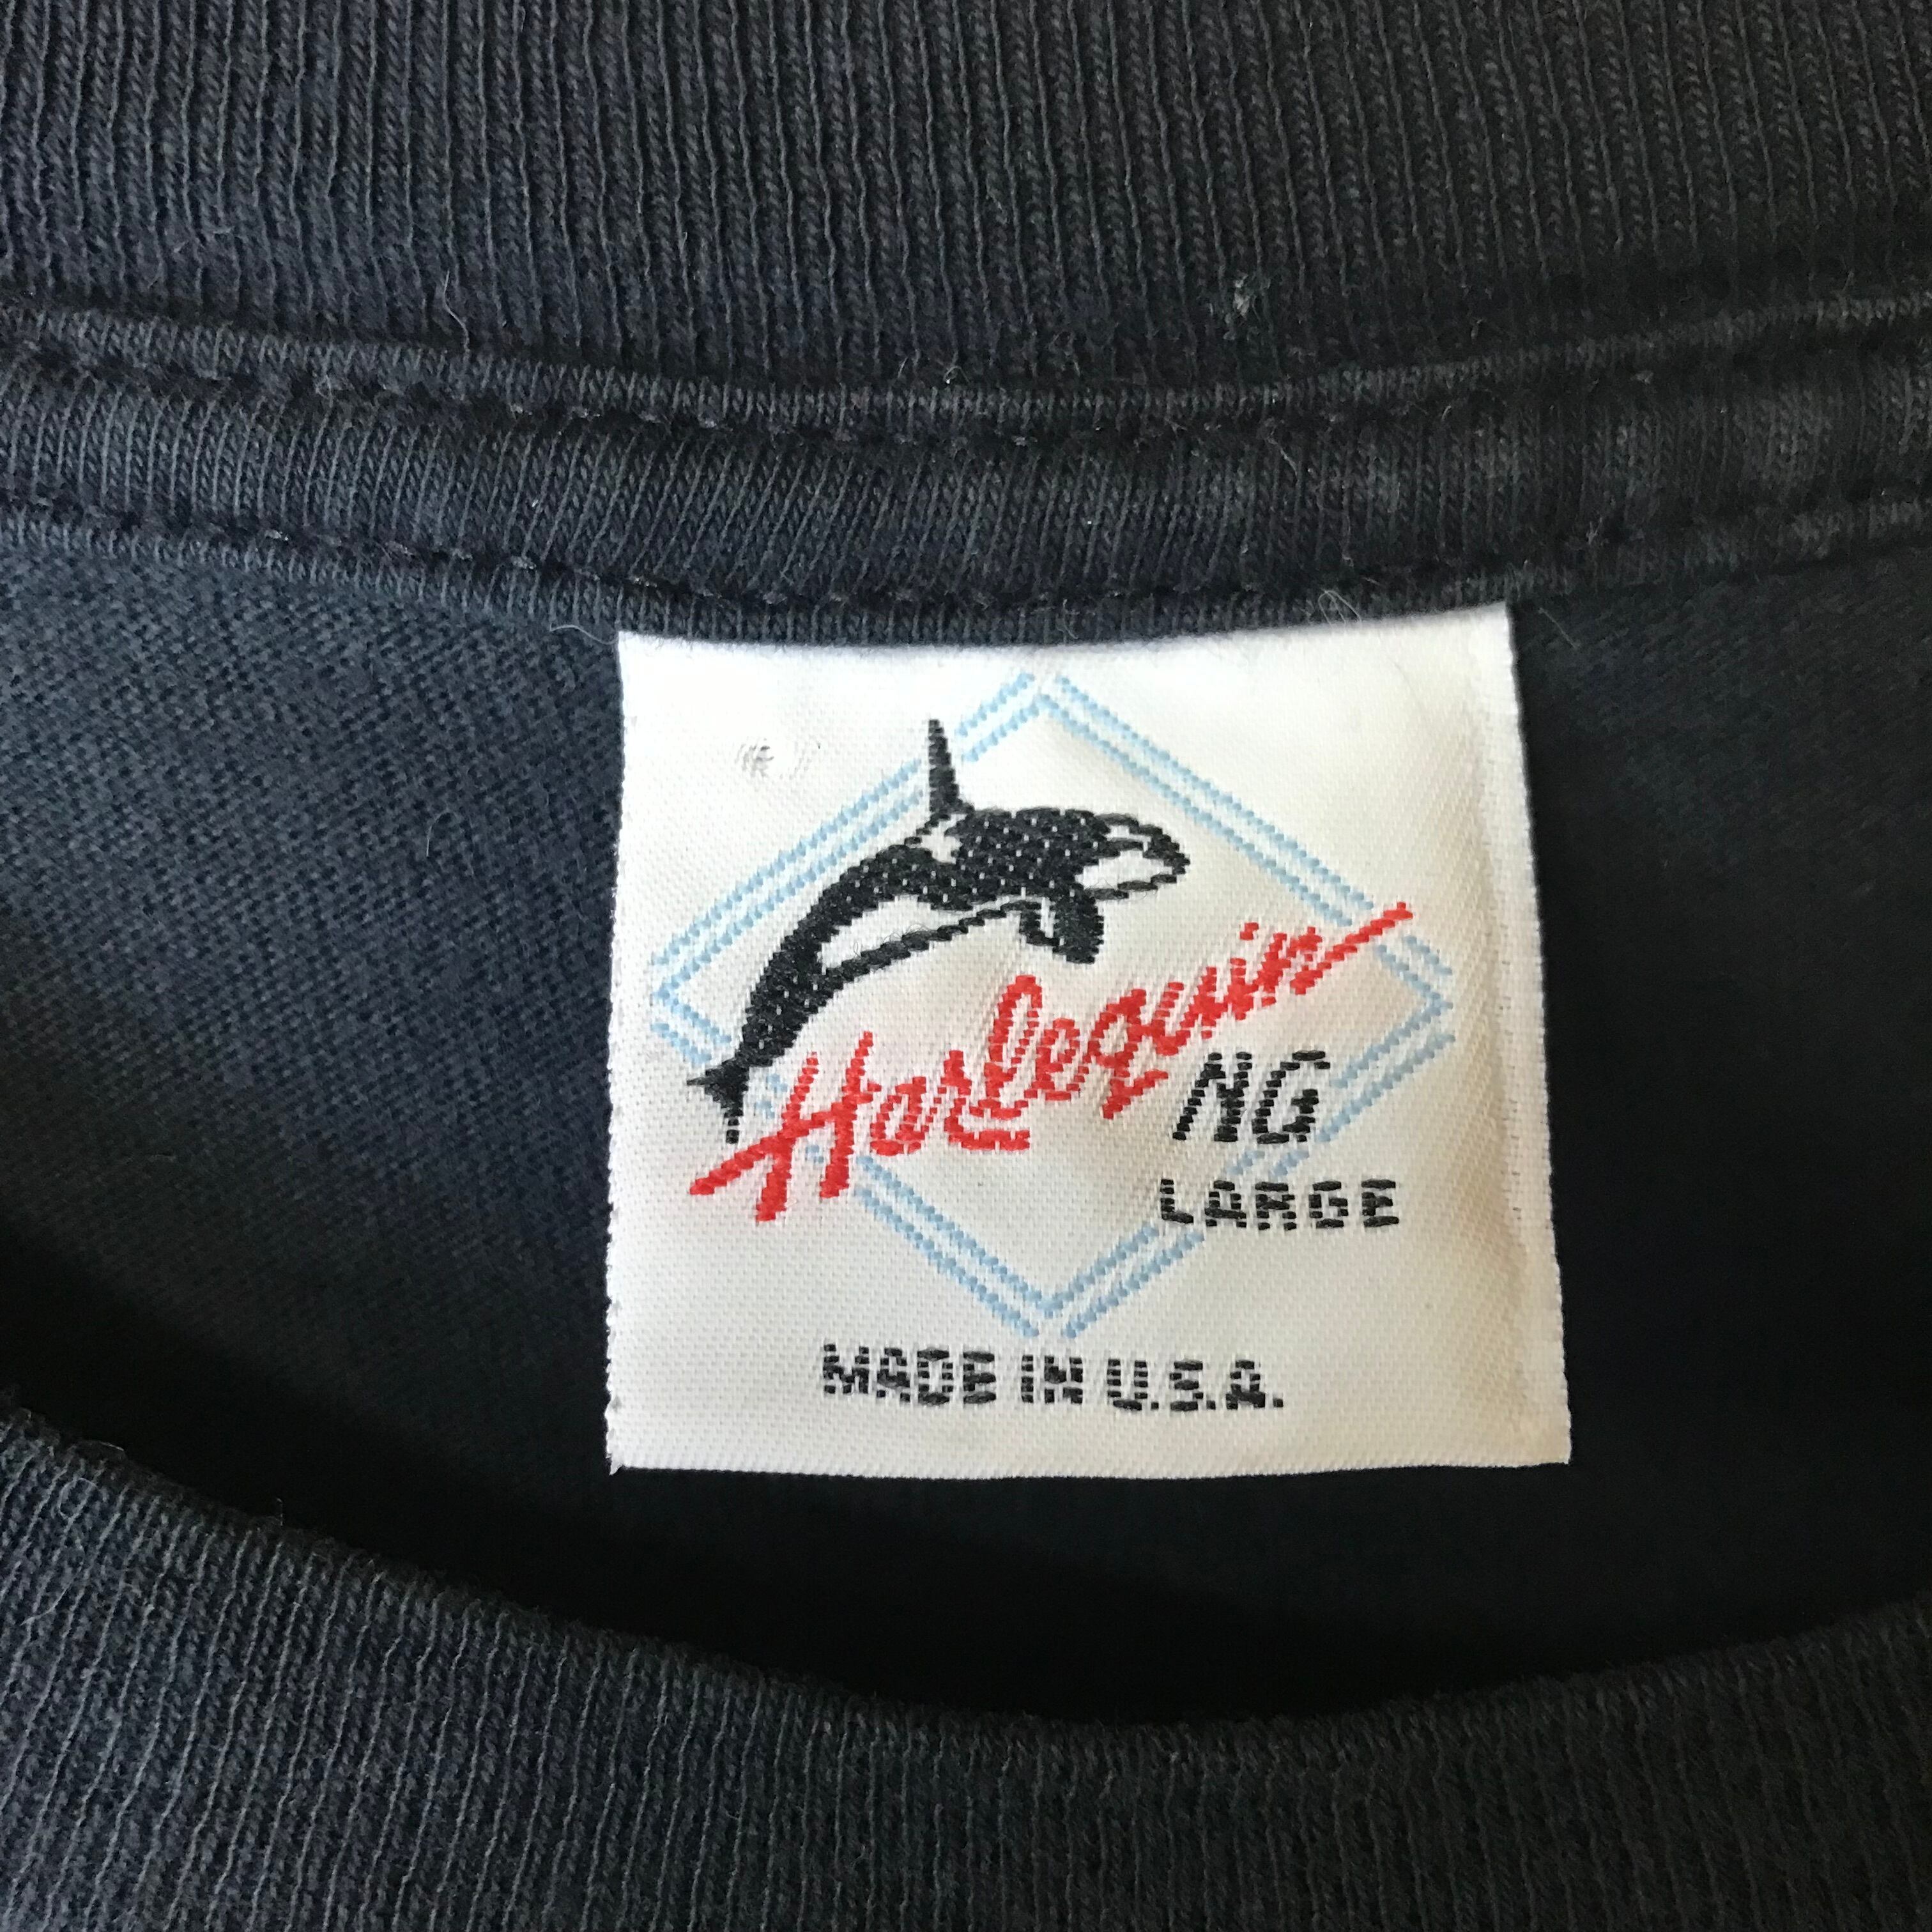 Harlequin
NG
LARGE
MADE IN U.S.A.